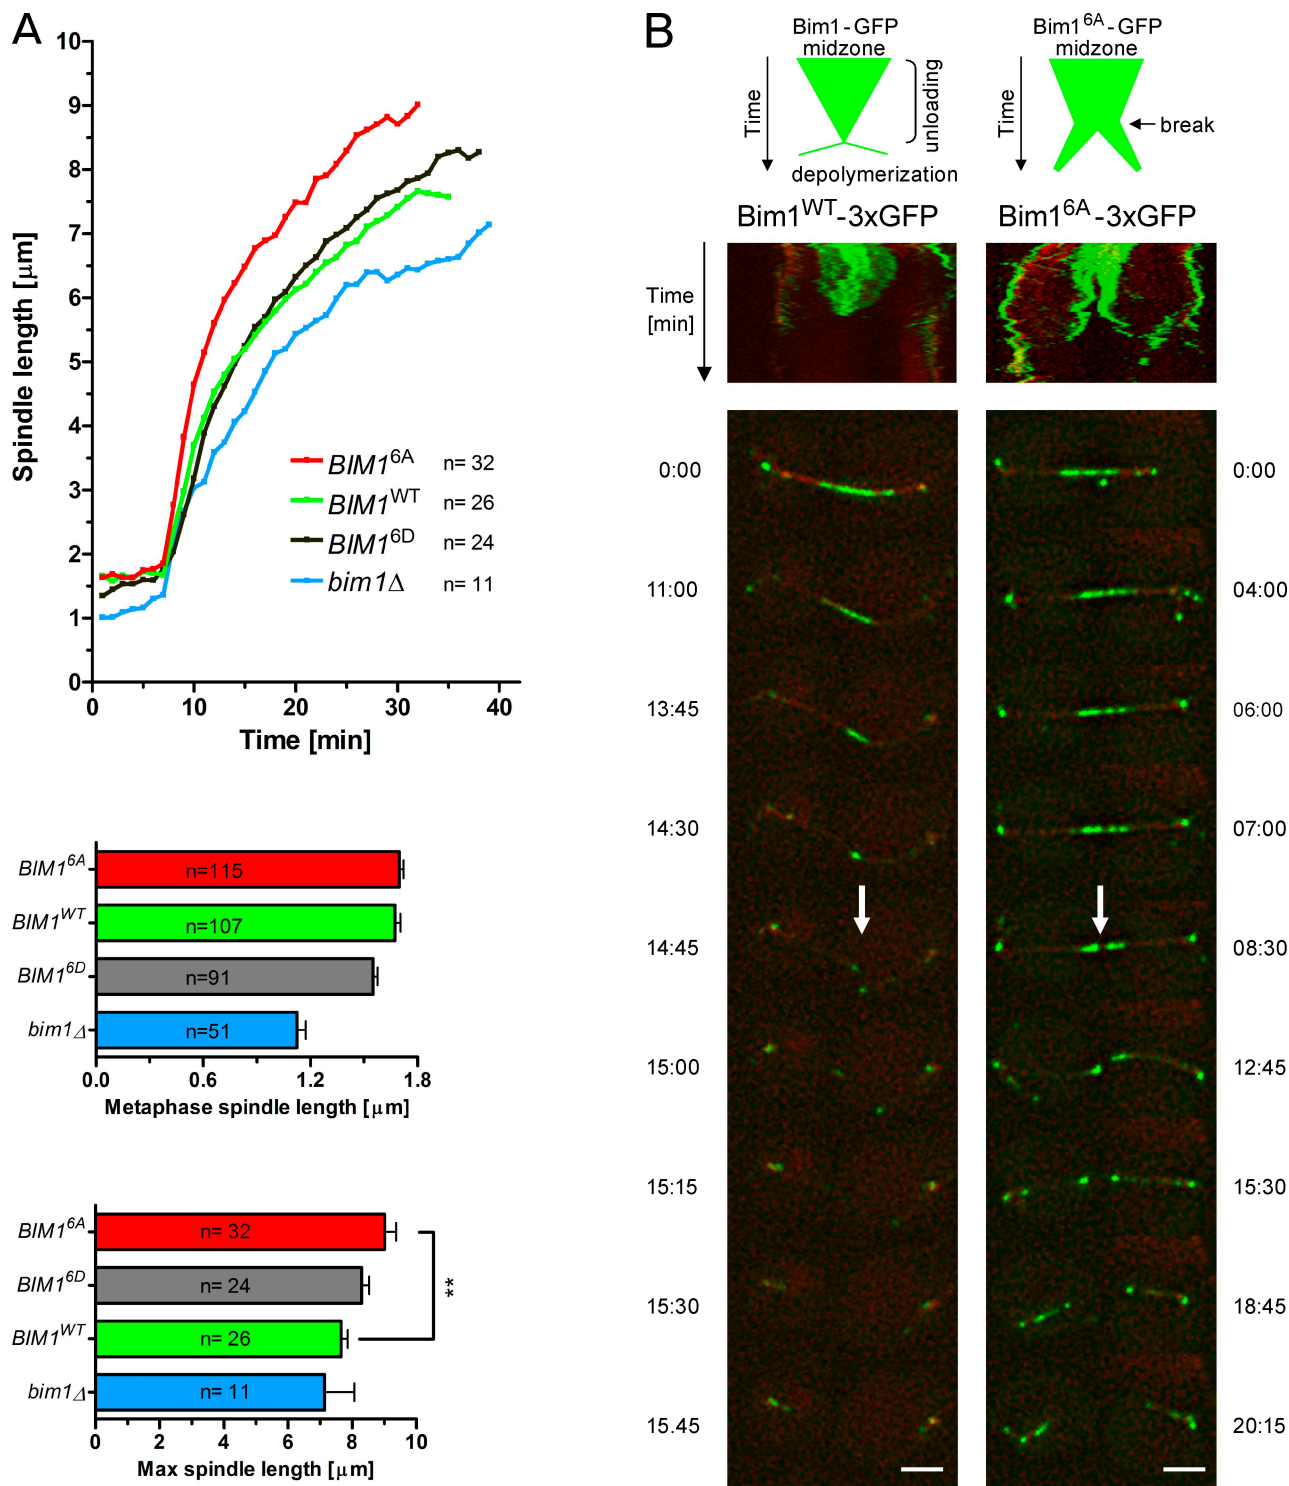 A
10
9
8
7
6
5
4
3
2
1
0
Spindle length [μm]
BIM1^6A n= 32
BIM1^WT n= 26
BIM1^6D n= 24
bim1Δ n= 11
0 10 20 30 40
Time [min]
BIM1^6A n=115
BIM1^WT n=107
BIM1^6D n=91
bim1Δ n=51
0.0 0.6 1.2 1.8
Metaphase spindle length [μm]
BIM1^6A n= 32
BIM1^6D n= 24
BIM1^WT n= 26
bim1Δ n= 11
**
0 2 4 6 8 10
Max spindle length [μm]
B
Bim1-GFP
midzone
Time
unloading
depolymerization
Bim1^6A-GFP
midzone
Time
break
Bim1^WT-3xGFP
Bim1^6A-3xGFP
Time
[min]
0:00
11:00
13:45
14:30
14:45
15:00
15:15
15:30
15.45
0:00
04:00
06:00
07:00
08:30
12:45
15:30
18:45
20:15